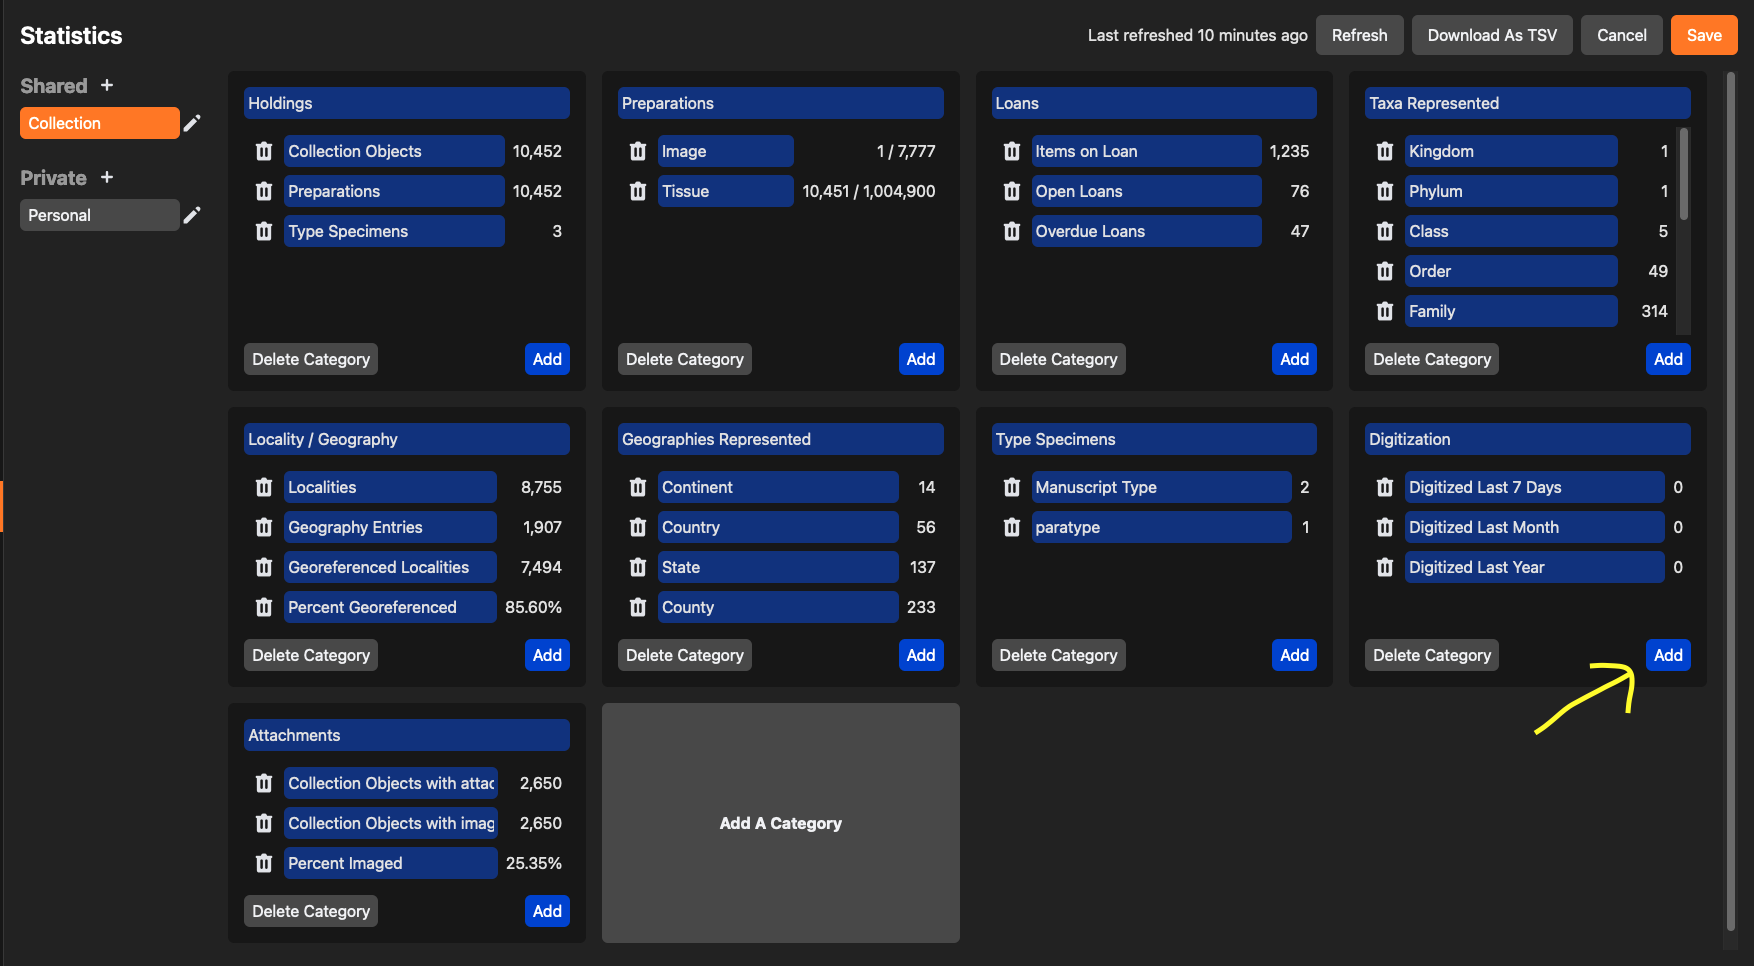 Statistics
Last refreshed 10 minutes ago Refresh Download As TSV Cancel Save
Shared +
Collection
Private +
Personal
Holdings
Collection Objects 10,452
Preparations 10,452
Type Specimens 3
Delete Category Add
Preparations
Image 1 / 7,777
Tissue 10,451 / 1,004,900
Delete Category Add
Loans
Items on Loan 1,235
Open Loans 76
Overdue Loans 47
Delete Category Add
Taxa Represented
Kingdom 1
Phylum 1
Class 5
Order 49
Family 314
Delete Category Add
Locality / Geography
Localities 8,755
Geography Entries 1,907
Georeferenced Localities 7,494
Percent Georeferenced 85.60%
Delete Category Add
Geographies Represented
Continent 14
Country 56
State 137
County 233
Delete Category Add
Type Specimens
Manuscript Type 2
paratype 1
Delete Category Add
Digitization
Digitized Last 7 Days 0
Digitized Last Month 0
Digitized Last Year 0
Delete Category Add
Attachments
Collection Objects with attac 2,650
Collection Objects with imag 2,650
Percent Imaged 25.35%
Delete Category Add
Add A Category